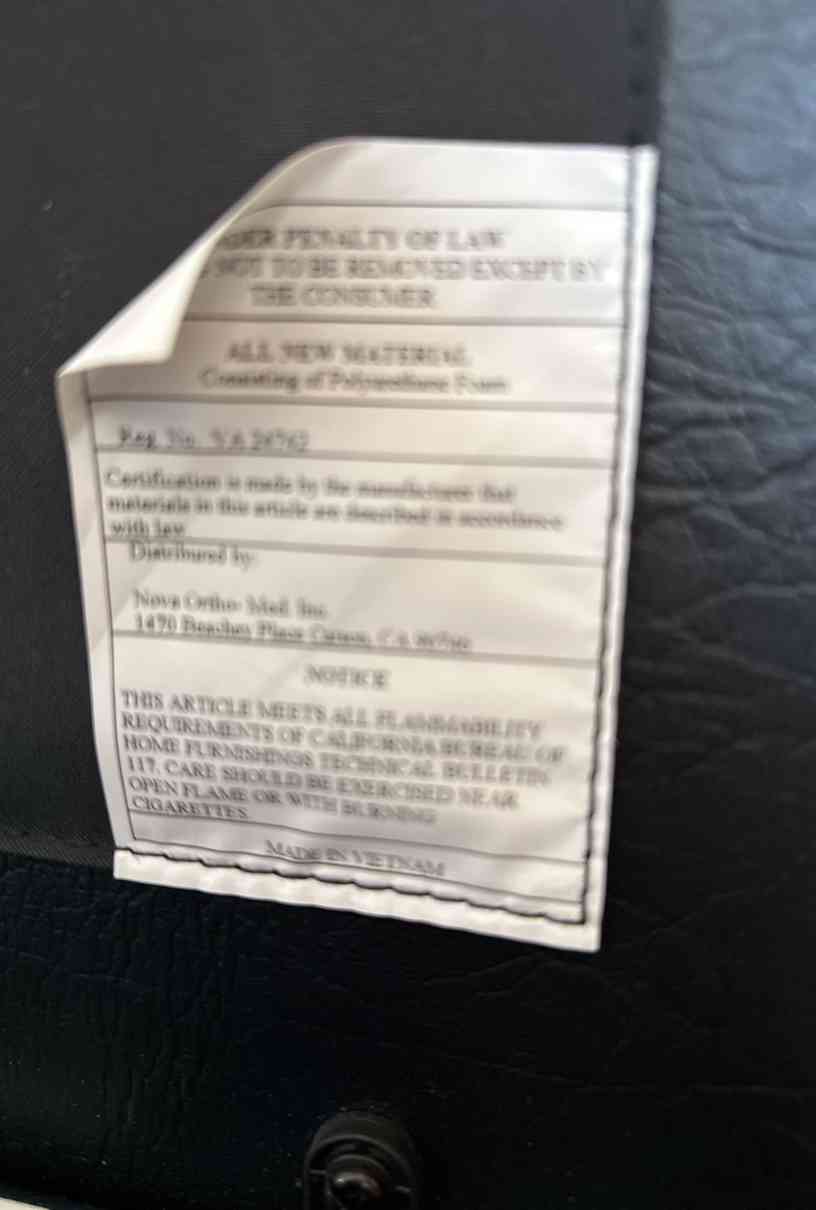 PENALTY OF LAW
NOT TO BE REMOVED EXCEPT BY
THE CONSUMER
ALL NEW MATERIAL
Consisting of Polyurethane Foam
Reg. No. VA
Certification is made by the manufacturer that
materials in this article are described in accordance
with law
Distributed by:
Nova Ortho- Med. Inc.
1470 Beachey Place Carson, CA
NOTICE
THIS ARTICLE MEETS ALL FLAMMABILITY
REQUIREMENTS OF CALIFORNIA BUREAU OF
HOME FURNISHINGS TECHNICAL BULLETIN
117. CARE SHOULD BE EXERCISED NEAR
OPEN FLAME OR WITH BURNING
CIGARETTES.
MADE IN VIETNAM